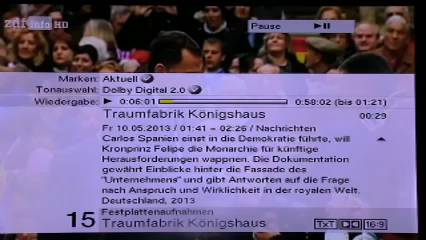 zdf info HD
Pause ►❚❚
Marken: Aktuell
Tonauswahl: Dolby Digital 2.0
Wiedergabe: ► 0:06:01 0:58:02 (bis 01:21)
Traumfabrik Königshaus 00:29
Fr 10.05.2013 / 01:41 - 02:26 / Nachrichten
Carlos Spanien einst in die Demokratie führte, will
Kronprinz Felipe die Monarchie für künftige
Herausforderungen wappnen. Die Dokumentation
gewährt Einblicke hinter die Fassade des
"Unternehmens" und gibt Antworten auf die Frage
nach Anspruch und Wirklichkeit in der royalen Welt.
Deutschland, 2013
15 Festplattenaufnahmen
Traumfabrik Königshaus TxT 16:9